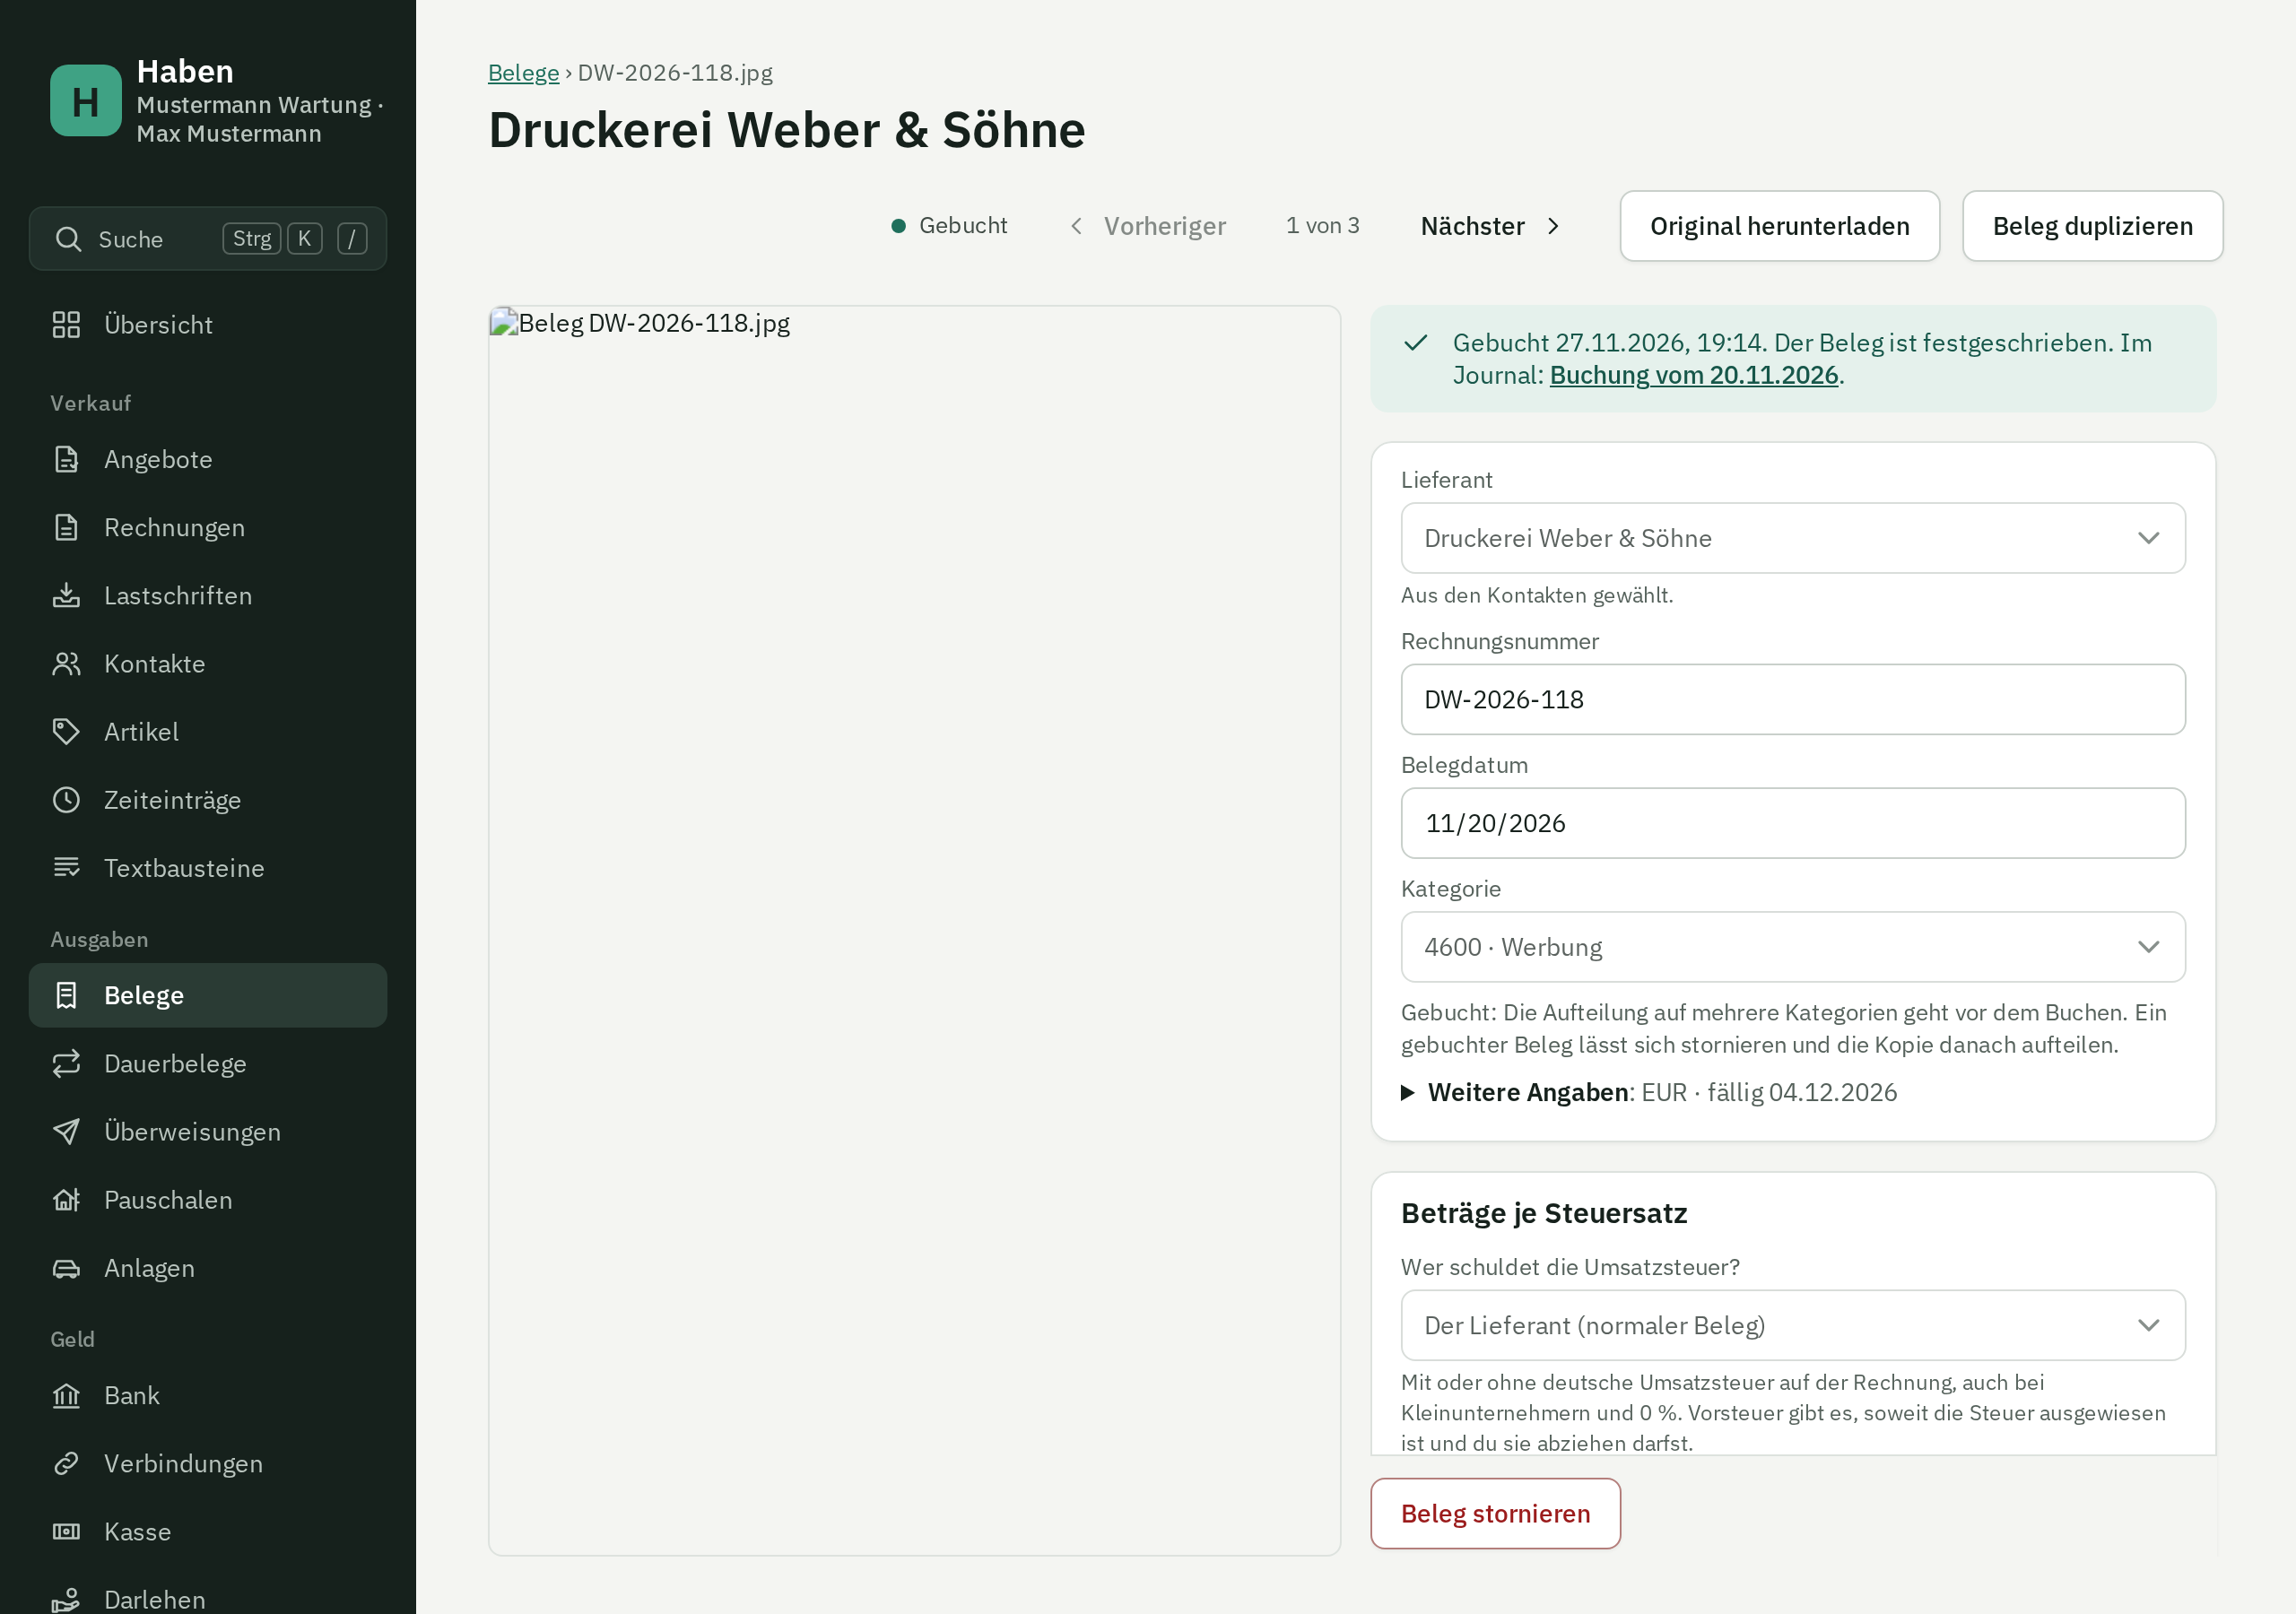 H
Haben
Mustermann Wartung ·
Max Mustermann
Suche Strg K /
Übersicht
Verkauf
Angebote
Rechnungen
Lastschriften
Kontakte
Artikel
Zeiteinträge
Textbausteine
Ausgaben
Belege
Dauerbelege
Überweisungen
Pauschalen
Anlagen
Geld
Bank
Verbindungen
Kasse
Darlehen
Belege › DW-2026-118.jpg
Druckerei Weber & Söhne
Gebucht Vorheriger 1 von 3 Nächster Original herunterladen Beleg duplizieren
Beleg DW-2026-118.jpg
Gebucht 27.11.2026, 19:14. Der Beleg ist festgeschrieben. Im
Journal: Buchung vom 20.11.2026.
Lieferant
Druckerei Weber & Söhne
Aus den Kontakten gewählt.
Rechnungsnummer
DW-2026-118
Belegdatum
11/20/2026
Kategorie
4600 · Werbung
Gebucht: Die Aufteilung auf mehrere Kategorien geht vor dem Buchen. Ein
gebuchter Beleg lässt sich stornieren und die Kopie danach aufteilen.
Weitere Angaben: EUR · fällig 04.12.2026
Beträge je Steuersatz
Wer schuldet die Umsatzsteuer?
Der Lieferant (normaler Beleg)
Mit oder ohne deutsche Umsatzsteuer auf der Rechnung, auch bei
Kleinunternehmern und 0 %. Vorsteuer gibt es, soweit die Steuer ausgewiesen
ist und du sie abziehen darfst.
Beleg stornieren